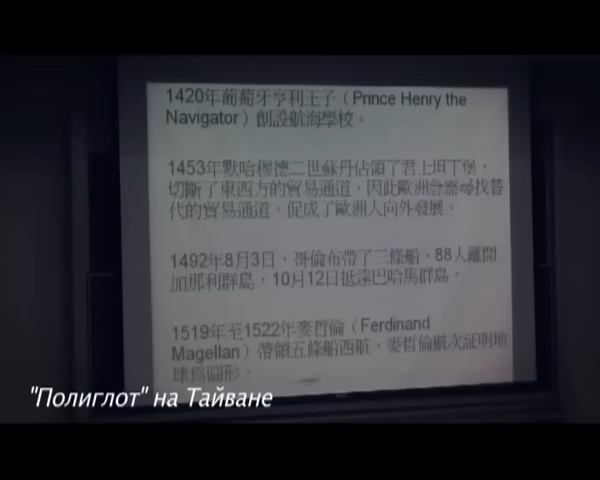 1420年葡萄牙亨利王子（Prince Henry the
Navigator）創設航海學校。
1453年默哈穆德二世蘇丹佔領了君士坦丁堡，
切斷了東西方的貿易通道，因此歐洲急需尋找替
代的貿易通道，促成了歐洲人向外發展。
1492年8月3日，哥倫布帶了三條船、88人離開
加那利群島，10月12日抵達巴哈馬群島。
1519年至1522年麥哲倫（Ferdinand
Magellan）帶領五條船西航，麥哲倫航次証明地
球爲圓形。
"Полиглот" на Тайване